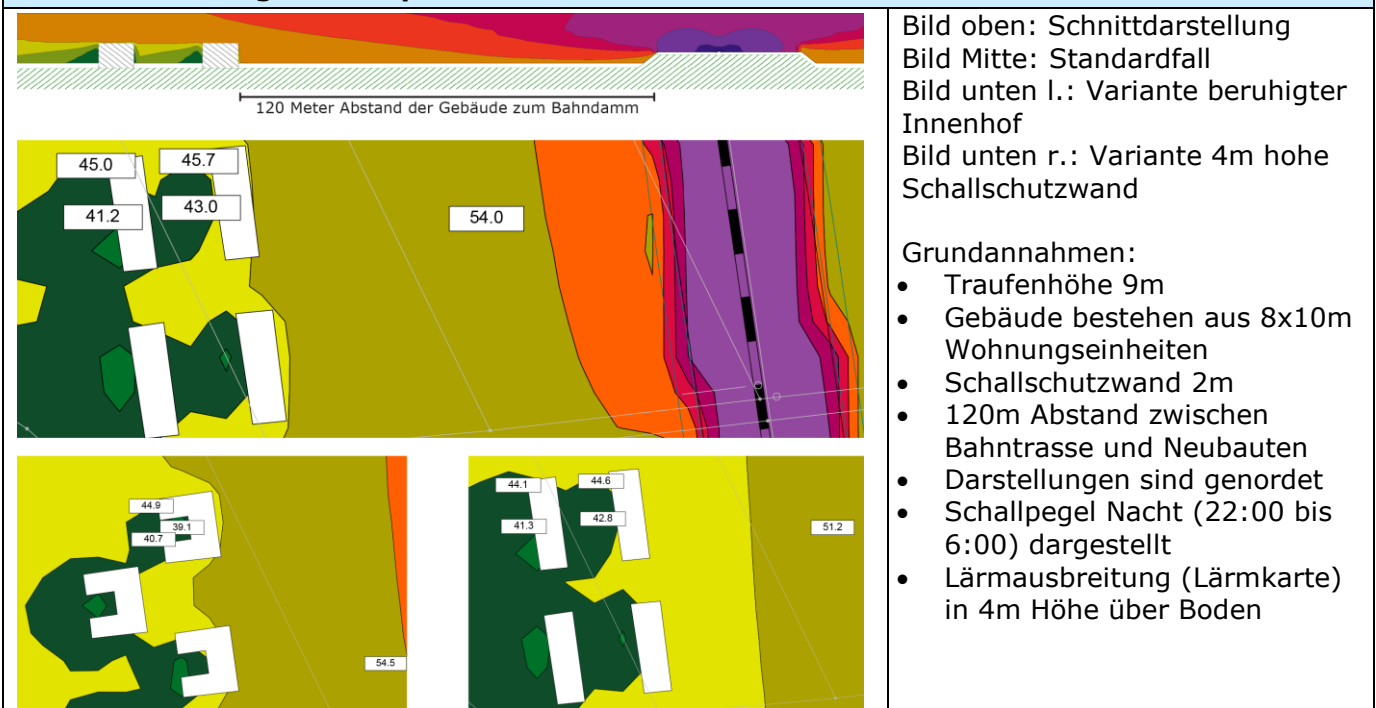 120 Meter Abstand der Gebäude zum Bahndamm
45.0
45.7
41.2
43.0
54.0
44.9
39.1
40.7
54.5
44.1
44.6
41.3
42.8
51.2
Bild oben: Schnittdarstellung
Bild Mitte: Standardfall
Bild unten l.: Variante beruhigter
Innenhof
Bild unten r.: Variante 4m hohe
Schallschutzwand
Grundannahmen:
• Traufenhöhe 9m
• Gebäude bestehen aus 8x10m
Wohnungseinheiten
• Schallschutzwand 2m
• 120m Abstand zwischen
Bahntrasse und Neubauten
• Darstellungen sind genordet
• Schallpegel Nacht (22:00 bis
6:00) dargestellt
• Lärmausbreitung (Lärmkarte)
in 4m Höhe über Boden